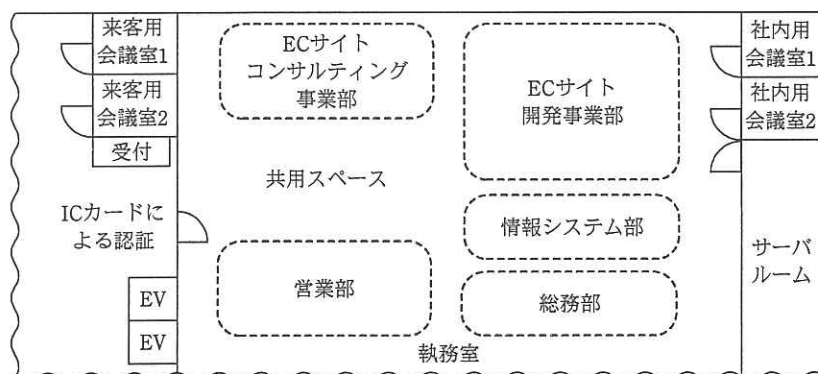 来客用
会議室1
来客用
会議室2
受付
ICカードに
よる認証
EV
EV
ECサイト
コンサルティング
事業部
共用スペース
営業部
ECサイト
開発事業部
情報システム部
総務部
執務室
社内用
会議室1
社内用
会議室2
サーバ
ルーム